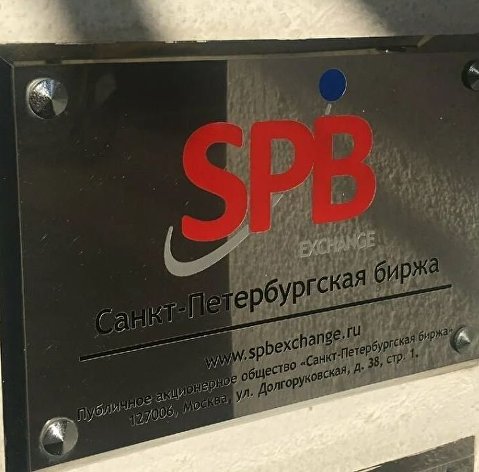 SPB
EXCHANGE
Санкт-Петербургская биржа
www.spbexchange.ru
Публичное акционерное общество «Санкт-Петербургская биржа»
127006, Москва, ул. Долгоруковская, д. 38, стр. 1.